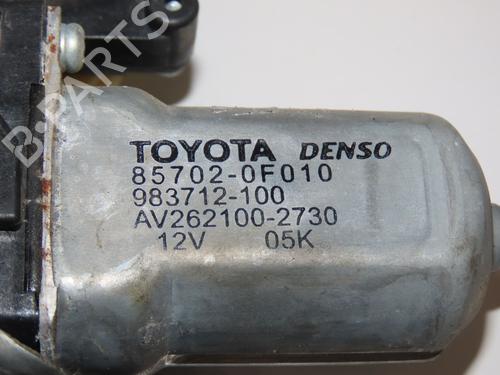 B-PARTS
TOYOTA DENSO
85702-0F010
983712-100
AV262100-2730
12V 05K